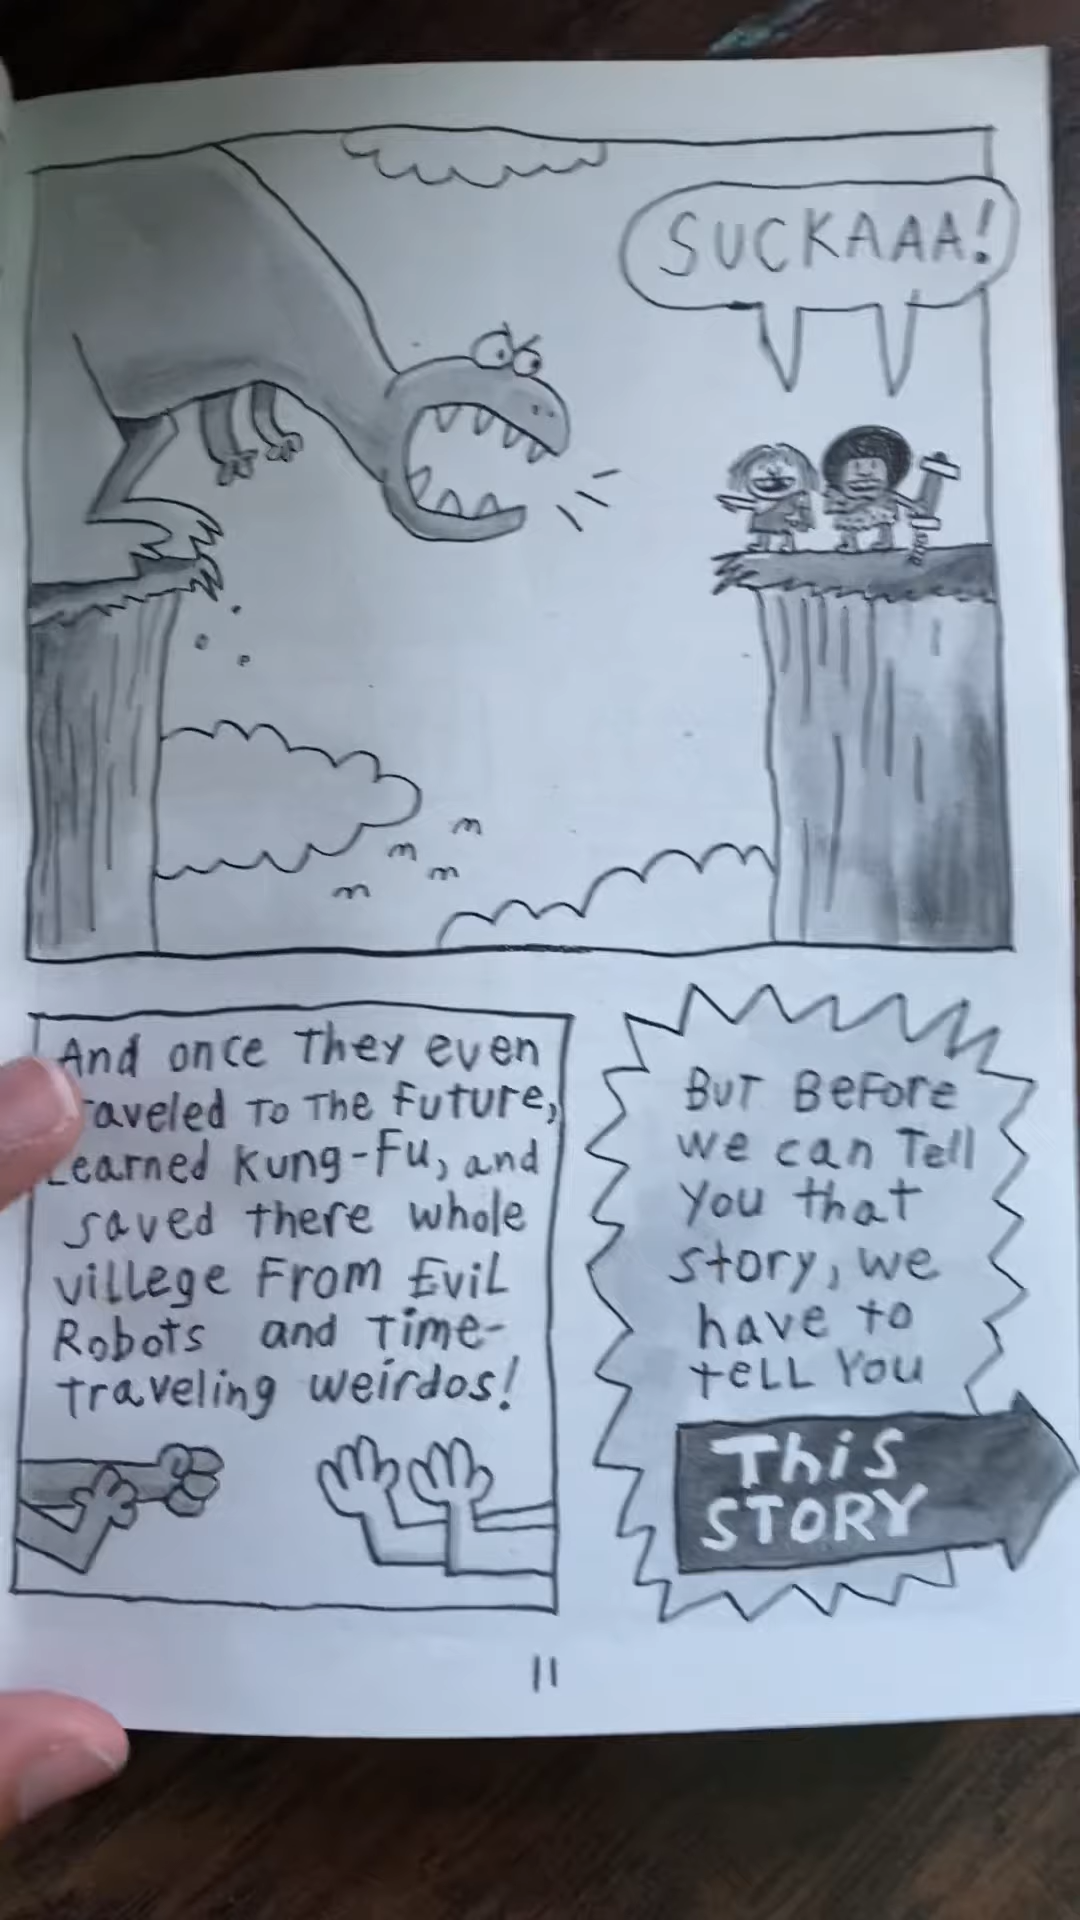 SUCKAAA!
And once They even
raveled To The Future,
Learned Kung-Fu, and
saved there whole
villege From Evil
Robots and Time-
traveling weirdos!
But Before
we can Tell
You that
story, we
have to
tell You
This
STORY
11